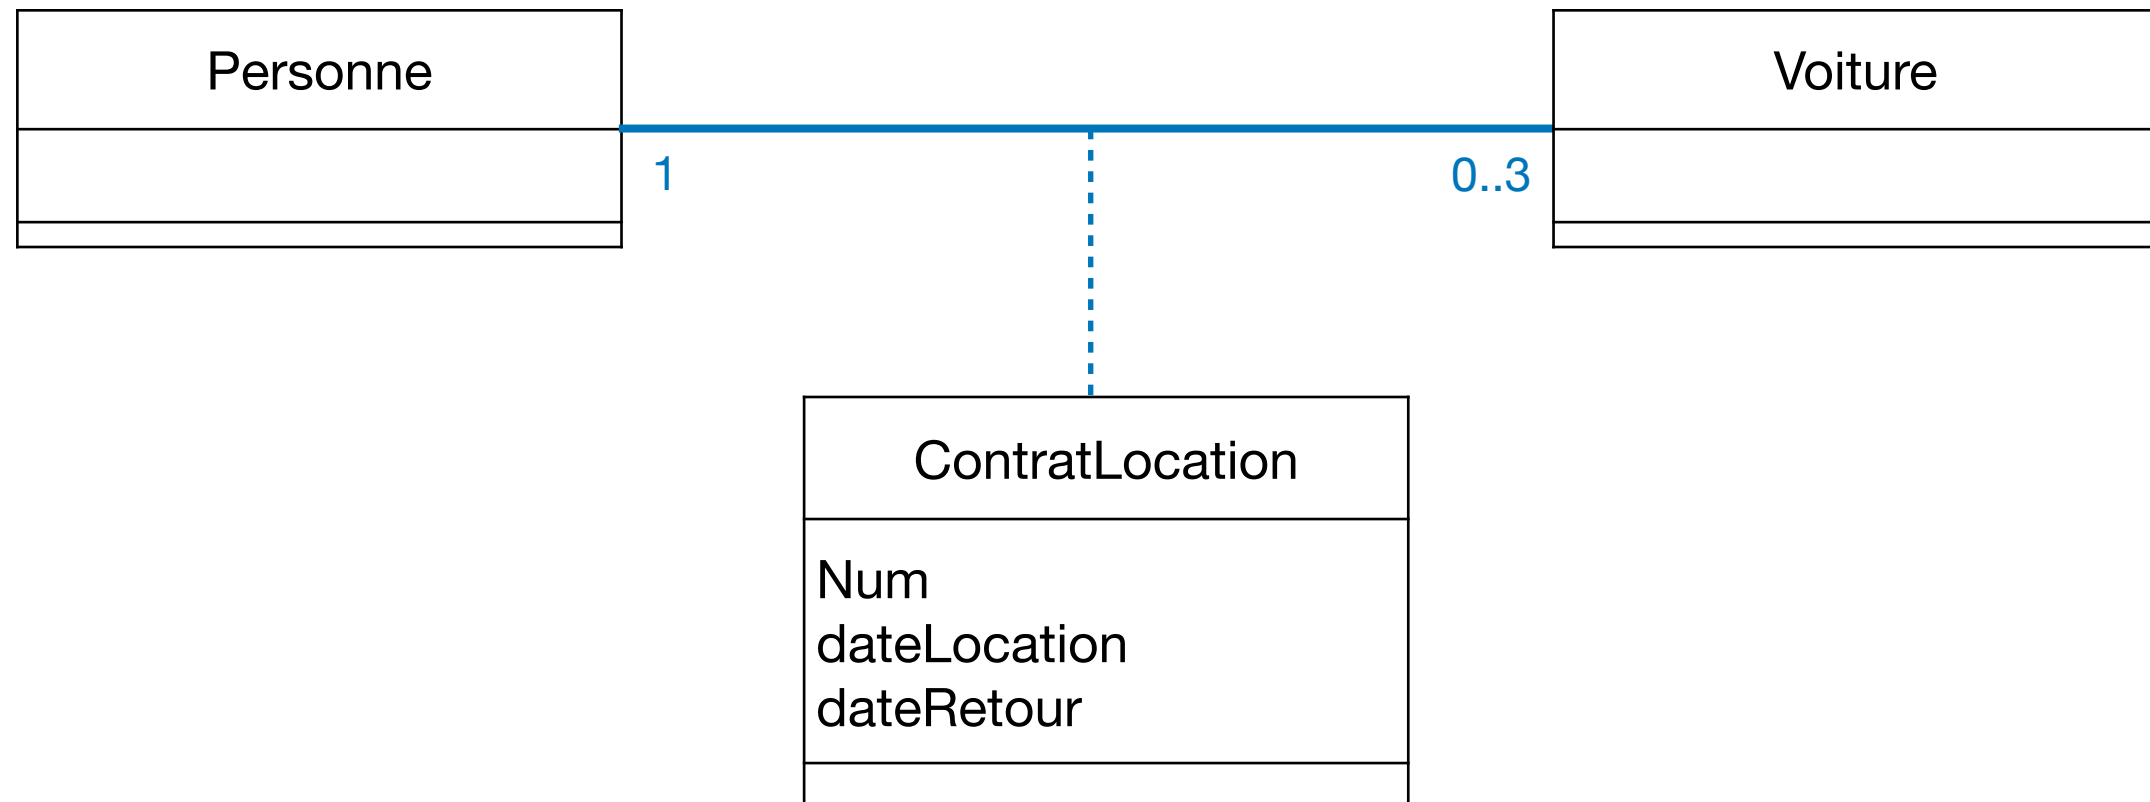 Personne
Voiture
1
0..3
ContratLocation
Num
dateLocation
dateRetour